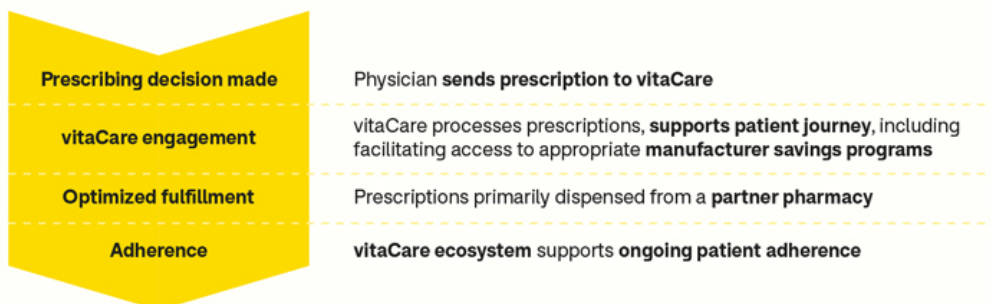 Prescribing decision made
Physician sends prescription to vitaCare
vitaCare engagement
vitaCare processes prescriptions, supports patient journey, including
facilitating access to appropriate manufacturer savings programs
Optimized fulfillment
Prescriptions primarily dispensed from a partner pharmacy
Adherence
vitaCare ecosystem supports ongoing patient adherence